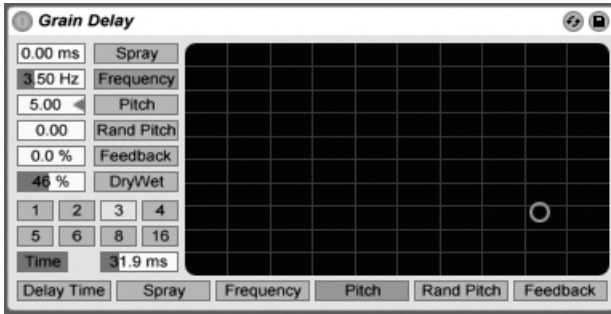 Grain Delay
0.00 ms Spray
3.50 Hz Frequency
5.00 Pitch
0.00 Rand Pitch
0.0 % Feedback
46 % DryWet
1 2 3 4
5 6 8 16
Time 31.9 ms
Delay Time Spray Frequency Pitch Rand Pitch Feedback